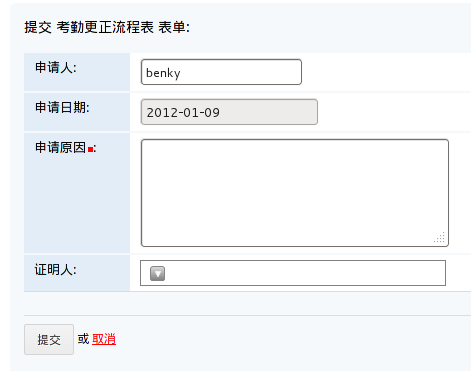 提交 考勤更正流程表 表单:
申请人: benky
申请日期: 2012-01-09
申请原因:
证明人:
提交 或 取消